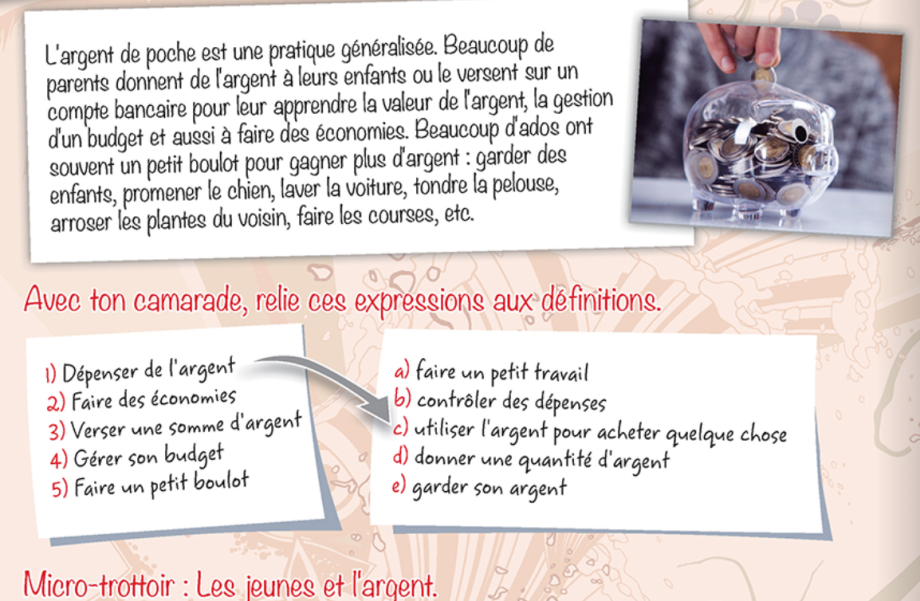 L'argent de poche est une pratique généralisée. Beaucoup de
parents donnent de l'argent à leurs enfants ou le versent sur un
compte bancaire pour leur apprendre la valeur de l'argent, la gestion
d'un budget et aussi à faire des économies. Beaucoup d'ados ont
souvent un petit boulot pour gagner plus d'argent : garder des
enfants, promener le chien, laver la voiture, tondre la pelouse,
arroser les plantes du voisin, faire les courses, etc.
Avec ton camarade, relie ces expressions aux définitions.
1) Dépenser de l'argent
2) Faire des économies
3) Verser une somme d'argent
4) Gérer son budget
5) Faire un petit boulot
a) faire un petit travail
b) contrôler des dépenses
c) utiliser l'argent pour acheter quelque chose
d) donner une quantité d'argent
e) garder son argent
Micro-trottoir : Les jeunes et l'argent.